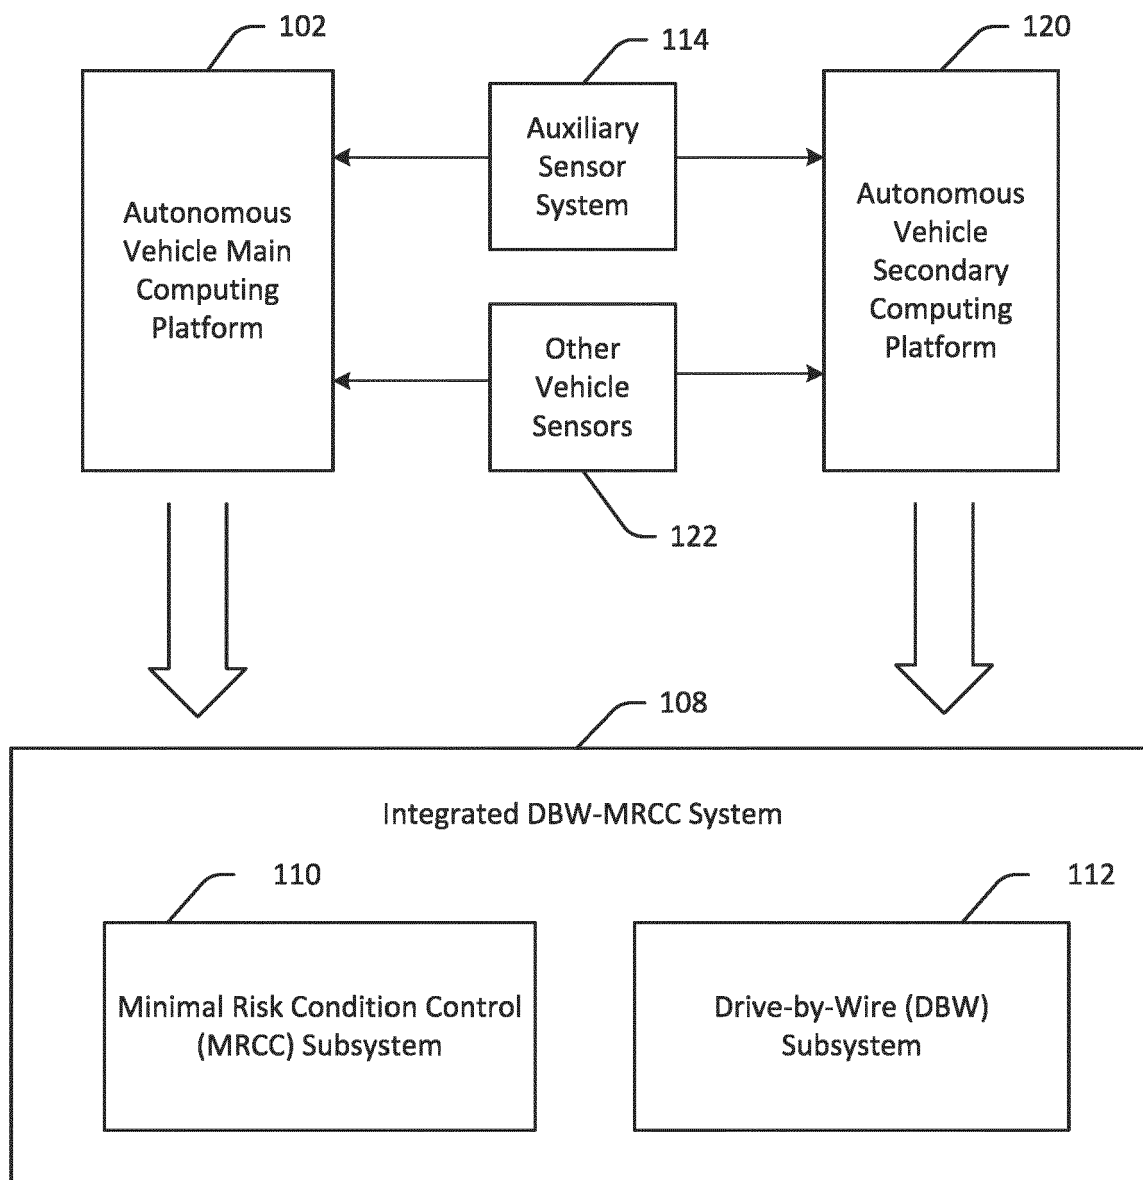 102
114
120
Auxiliary
Sensor
System
Autonomous
Vehicle Main
Computing
Platform
Autonomous
Vehicle
Secondary
Computing
Platform
Other
Vehicle
Sensors
122
108
Integrated DBW-MRCC System
110
112
Minimal Risk Condition Control
(MRCC) Subsystem
Drive-by-Wire (DBW)
Subsystem